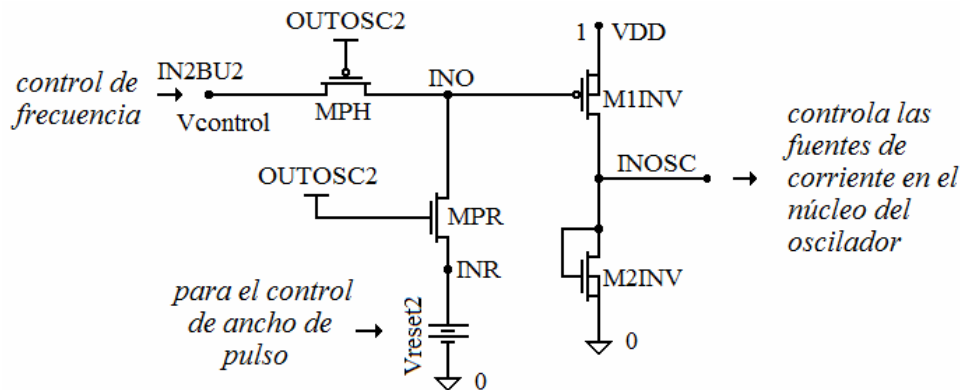 OUTOSC2
1 VDD
control de
frecuencia
IN2BU2
INO
MPH
Vcontrol
M1INV
controla las
fuentes de
corriente en el
núcleo del
oscilador
INOSC
OUTOSC2
MPR
INR
M2INV
para el control
de ancho de
pulso
Vreset2
0
0